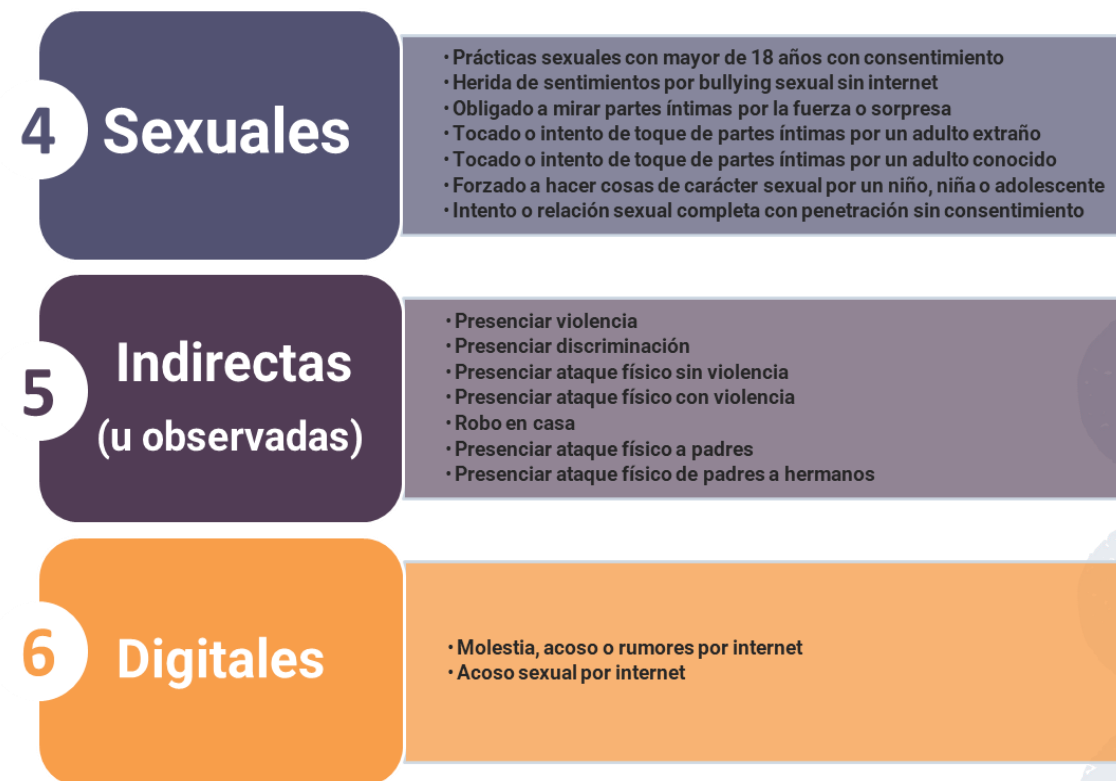 4
Sexuales
· Prácticas sexuales con mayor de 18 años con consentimiento
· Herida de sentimientos por bullying sexual sin internet
· Obligado a mirar partes íntimas por la fuerza o sorpresa
· Tocado o intento de toque de partes íntimas por un adulto extraño
· Tocado o intento de toque de partes íntimas por un adulto conocido
· Forzado a hacer cosas de carácter sexual por un niño, niña o adolescente
· Intento o relación sexual completa con penetración sin consentimiento
5
Indirectas
(u observadas)
· Presenciar violencia
· Presenciar discriminación
· Presenciar ataque físico sin violencia
· Presenciar ataque físico con violencia
· Robo en casa
· Presenciar ataque físico a padres
· Presenciar ataque físico de padres a hermanos
6
Digitales
· Molestia, acoso o rumores por internet
· Acoso sexual por internet